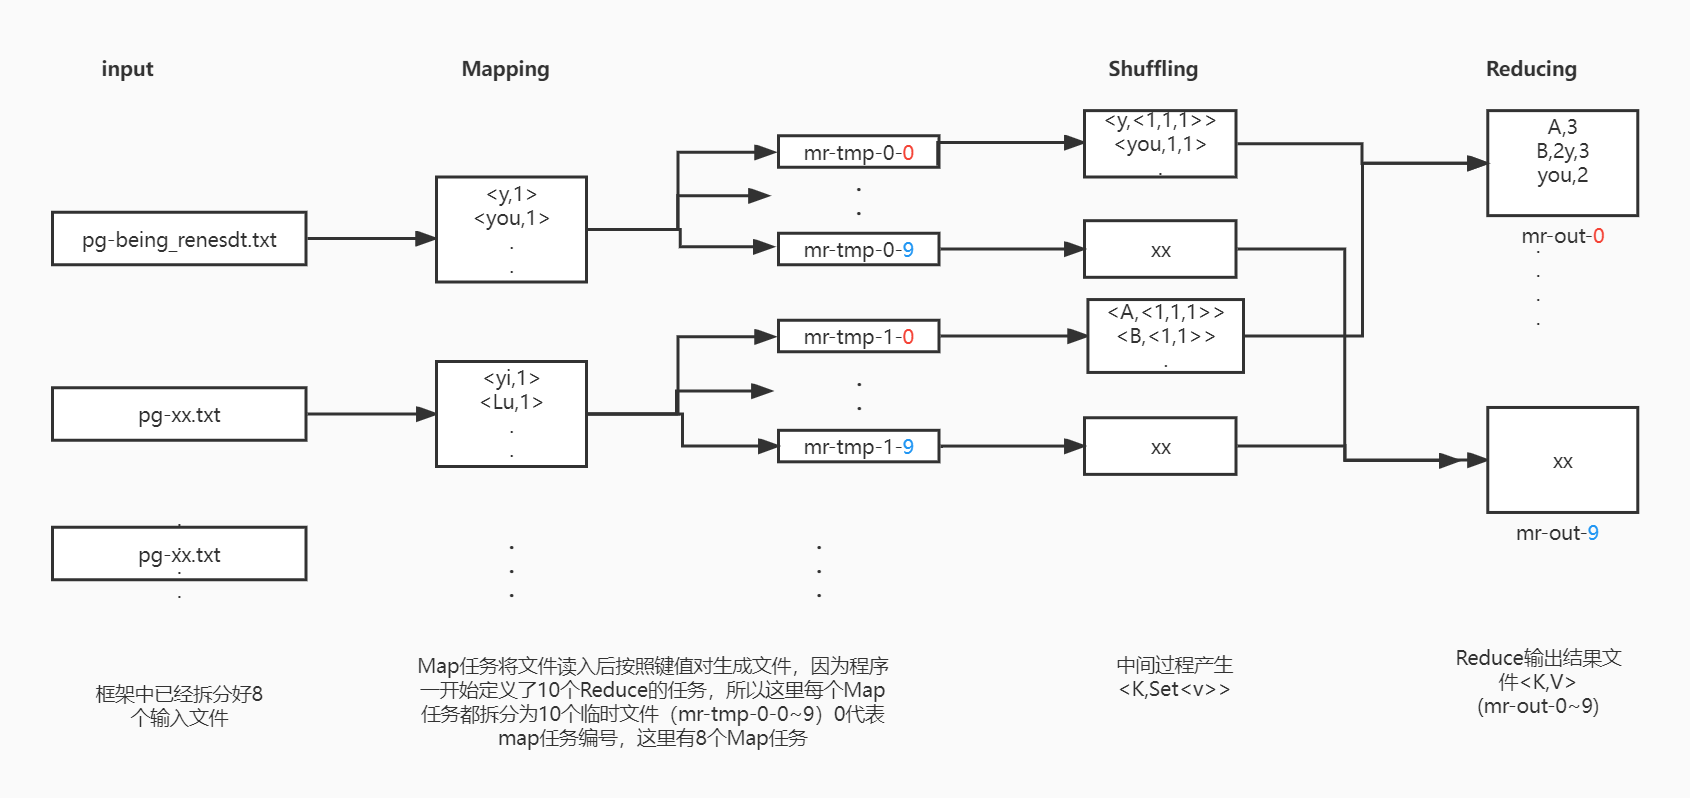 input
Mapping
Shuffling
Reducing
pg-being_renesdt.txt
pg-xx.txt
pg-xx.txt
<y,1>
<you,1>
.
.
<yi,1>
<Lu,1>
.
.
mr-tmp-0-0
.
.
mr-tmp-0-9
mr-tmp-1-0
.
.
mr-tmp-1-9
<y,<1,1,1>>
<you,1,1>
.
xx
<A,<1,1,1>>
<B,<1,1>>
.
xx
A,3
B,2y,3
you,2
mr-out-0
.
.
.
.
xx
mr-out-9
框架中已经拆分好8
个输入文件
Map任务将文件读入后按照键值对生成文件，因为程序
一开始定义了10个Reduce的任务，所以这里每个Map
任务都拆分为10个临时文件（mr-tmp-0-0~9）0代表
map任务编号，这里有8个Map任务
中间过程产生
<K,Set<v>>
Reduce输出结果文
件<K,V>
(mr-out-0~9)